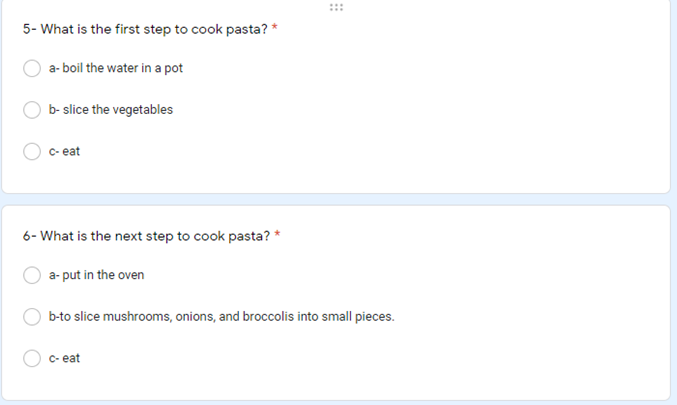 5- What is the first step to cook pasta? *
a- boil the water in a pot
b- slice the vegetables
c- eat
6- What is the next step to cook pasta? *
a- put in the oven
b-to slice mushrooms, onions, and broccolis into small pieces.
c- eat